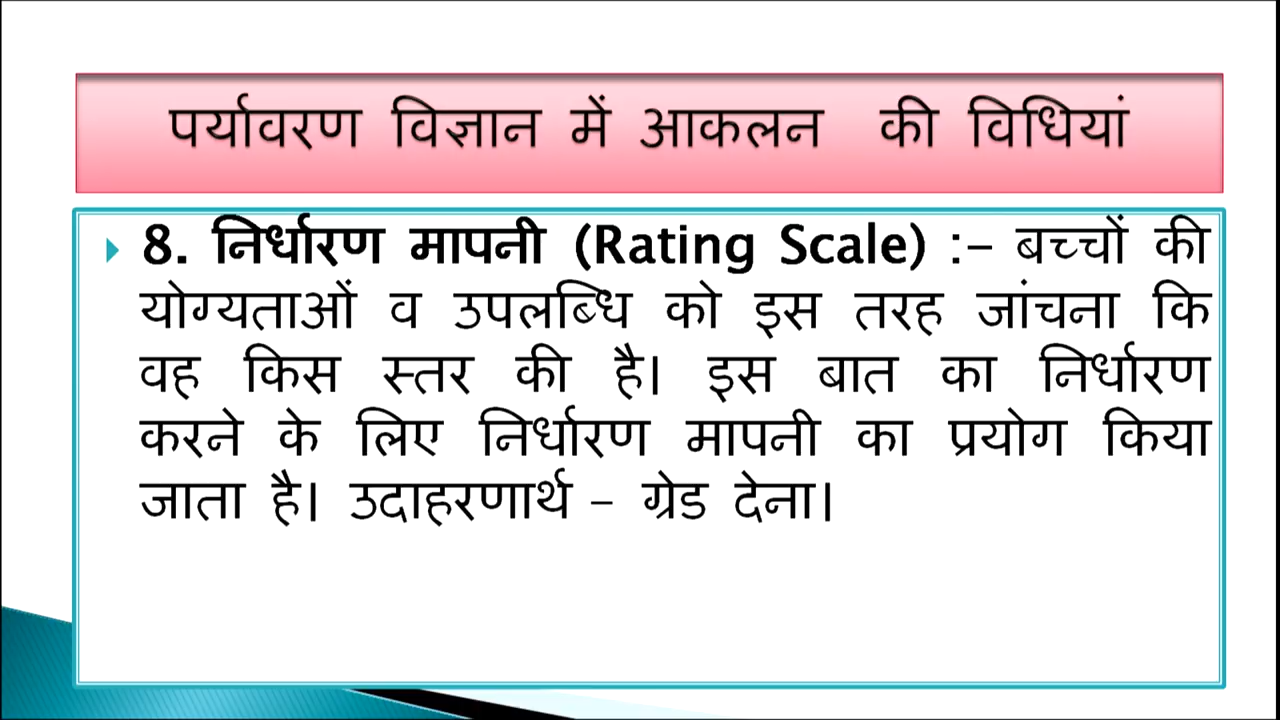 पर्यावरण विज्ञान में आकलन की विधियां
8. निर्धारण मापनी (Rating Scale) :– बच्चों की
योग्यताओं व उपलब्धि को इस तरह जांचना कि
वह किस स्तर की है। इस बात का निर्धारण
करने के लिए निर्धारण मापनी का प्रयोग किया
जाता है। उदाहरणार्थ – ग्रेड देना।